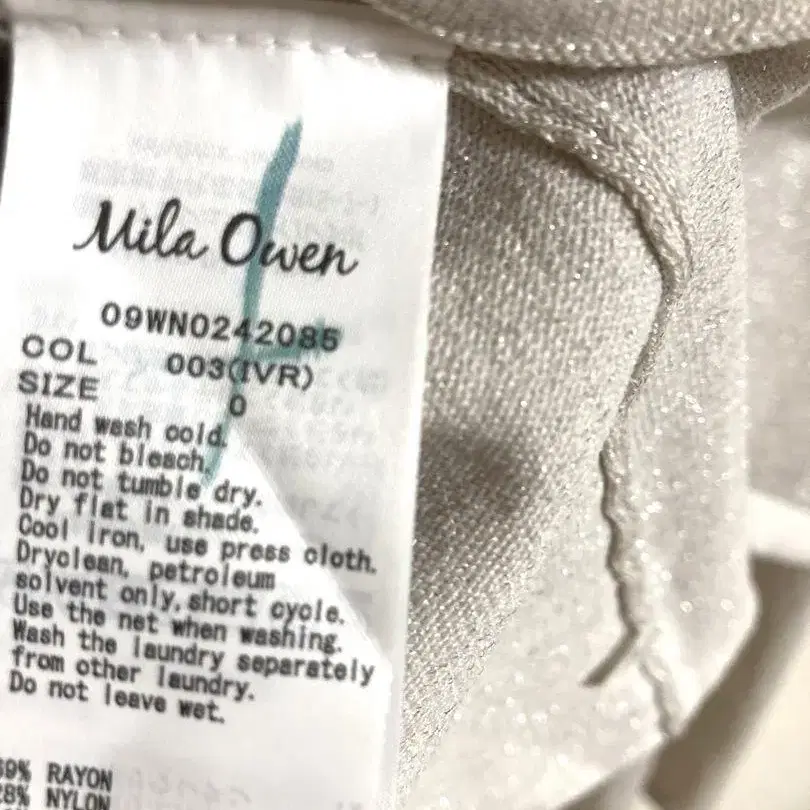 Mila Owen
09WN0242085
COL 003(IVR)
SIZE 0
Hand wash cold.
Do not bleach.
Do not tumble dry.
Dry flat in shade.
Cool iron, use press cloth.
Dryclean, petroleum
solvent only, short cycle.
Use the net when washing.
Wash the laundry separately
from other laundry.
Do not leave wet.
69% RAYON
28% NYLON